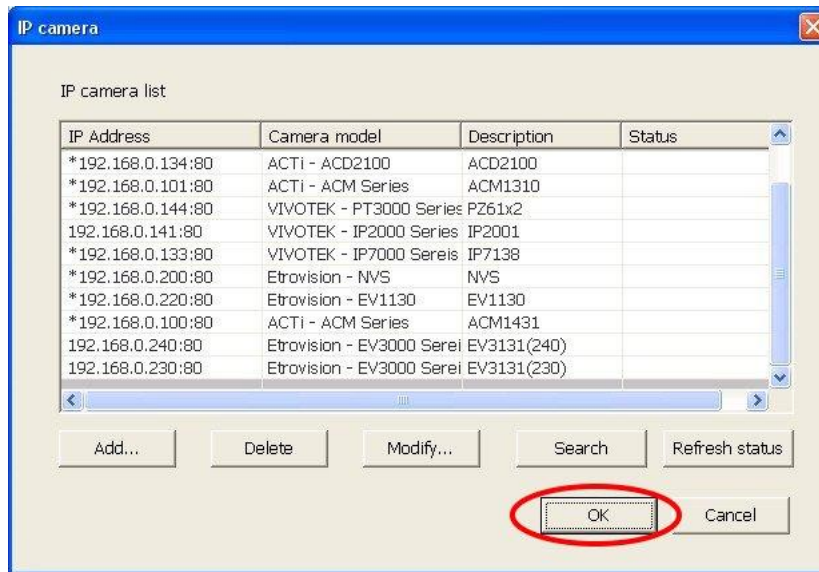 IP camera
IP camera list
IP Address Camera model Description Status
*192.168.0.134:80 ACTi - ACD2100 ACD2100
*192.168.0.101:80 ACTi - ACM Series ACM1310
*192.168.0.144:80 VIVOTEK - PT3000 Series PZ61x2
192.168.0.141:80 VIVOTEK - IP2000 Series IP2001
*192.168.0.133:80 VIVOTEK - IP7000 Sereis IP7138
*192.168.0.200:80 Etrovision - NVS NVS
*192.168.0.220:80 Etrovision - EV1130 EV1130
*192.168.0.100:80 ACTi - ACM Series ACM1431
192.168.0.240:80 Etrovision - EV3000 Serei EV3131(240)
192.168.0.230:80 Etrovision - EV3000 Serei EV3131(230)
Add... Delete Modify... Search Refresh status
OK Cancel